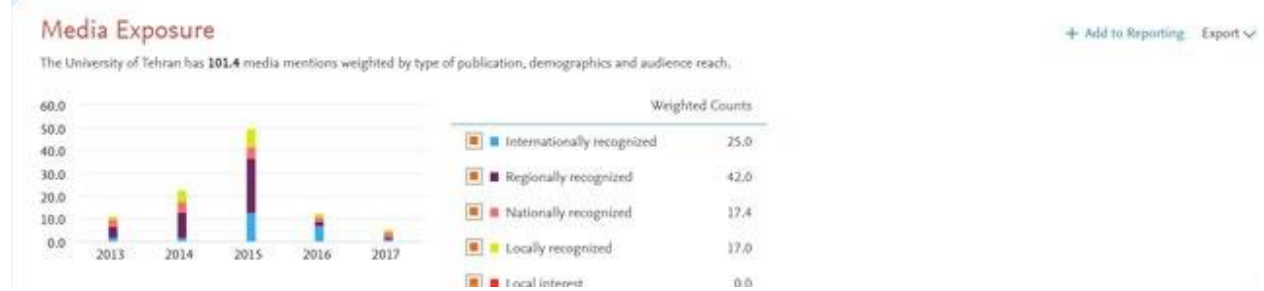 Media Exposure
+ Add to Reporting Export
The University of Tehran has 101.4 media mentions weighted by type of publication, demographics and audience reach.
60.0
50.0
40.0
30.0
20.0
10.0
0.0
2013 2014 2015 2016 2017
Weighted Counts
Internationally recognized 25.0
Regionally recognized 42.0
Nationally recognized 17.4
Locally recognized 17.0
Local interest 0.0